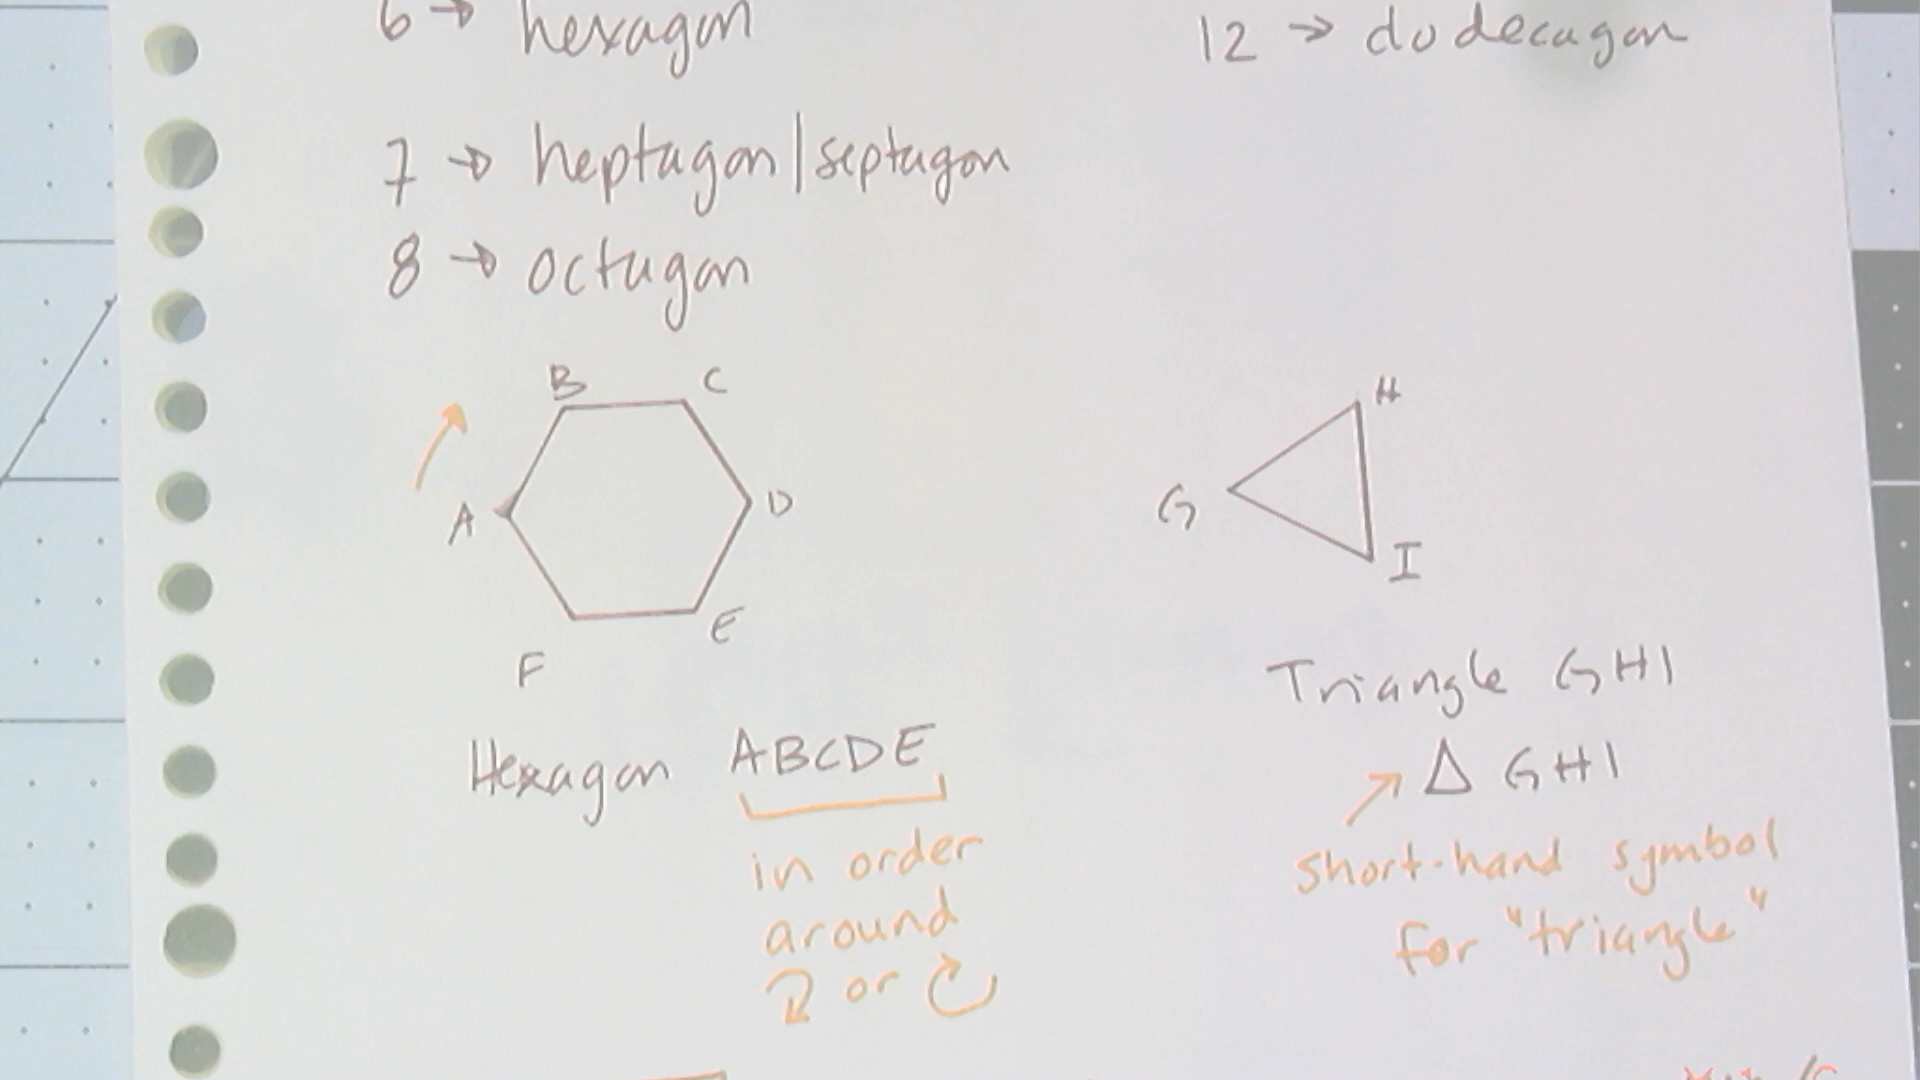 6 → hexagon
12 → dodecagon
7 → heptagon/septagon
8 → octagon
B C
A D
F E
H
G
I
Hexagon ABCDE
in order
around
or
Triangle GHI
Δ GHI
short-hand symbol
for "triangle"